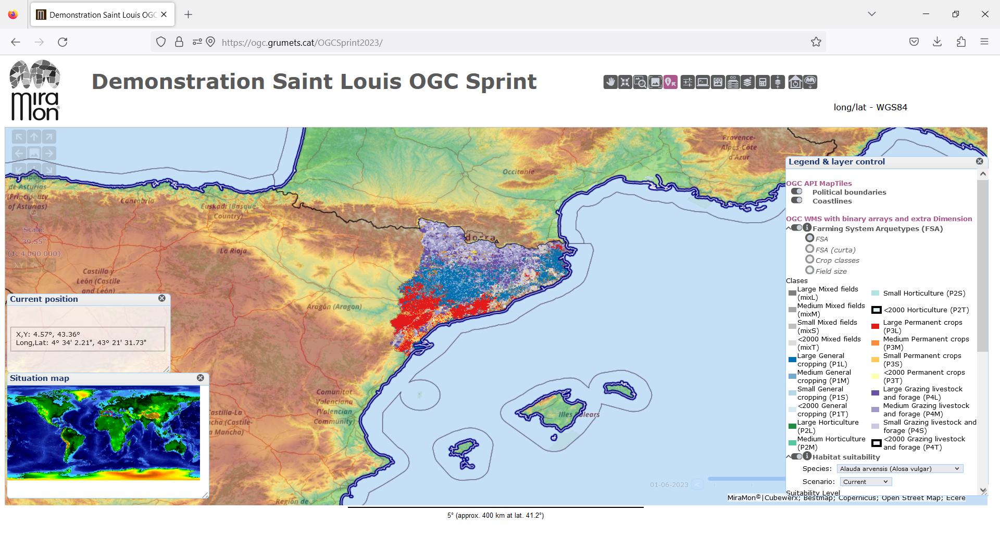 Demonstration Saint Louis OGC
https://ogc.grumets.cat/OGCSprint2023/
mira
mon
®
Demonstration Saint Louis OGC Sprint
long/lat - WGS84
Provence-
Alpes-Côte
d'Azur
Occitanie
de Asturias
(Principality
of Asturias)
Cantabria
Euskadi (Basque
Country)
dorra
Scale:
39.55"
(1: 4 000 000)
La Rioja
Castilla y
León (Castile
and León)
Aragón (Aragon)
Comunitat
Valenciana
(Valencian
Community)
Castilla-La
ncha (Castile-
a Mancha)
Illes Balears
Región de
Current position
X,Y: 4.57°, 43.36°
Long,Lat: 4° 34' 2.21", 43° 21' 31.73"
Situation map
Legend & layer control
OGC API MapTiles
Political boundaries
Coastlines
OGC WMS with binary arrays and extra Dimension
Farming System Arquetypes (FSA)
FSA
FSA (curta)
Crop classes
Field size
Clases
Large Mixed fields
(mixL)
Medium Mixed fields
(mixM)
Small Mixed fields
(mixS)
<2000 Mixed fields
(mixT)
Large General
cropping (P1L)
Medium General
cropping (P1M)
Small General
cropping (P1S)
<2000 General
cropping (P1T)
Large Horticulture
(P2L)
Medium Horticulture
(P2M)
Small Horticulture (P2S)
<2000 Horticulture (P2T)
Large Permanent crops
(P3L)
Medium Permanent crops
(P3M)
Small Permanent crops
(P3S)
<2000 Permanent crops
(P3T)
Large Grazing livestock
and forage (P4L)
Medium Grazing livestock
and forage (P4M)
Small Grazing livestock and
forage (P4S)
<2000 Grazing livestock
and forage (P4T)
Habitat suitability
Species: Alauda arvensis (Alosa vulgar)
Scenario: Current
Suitability Level
01-06-2023
MiraMon©|Cubewerx; Bestmap; Copernicus; Open Street Map; Ecere
5° (approx. 400 km at lat. 41.2°)